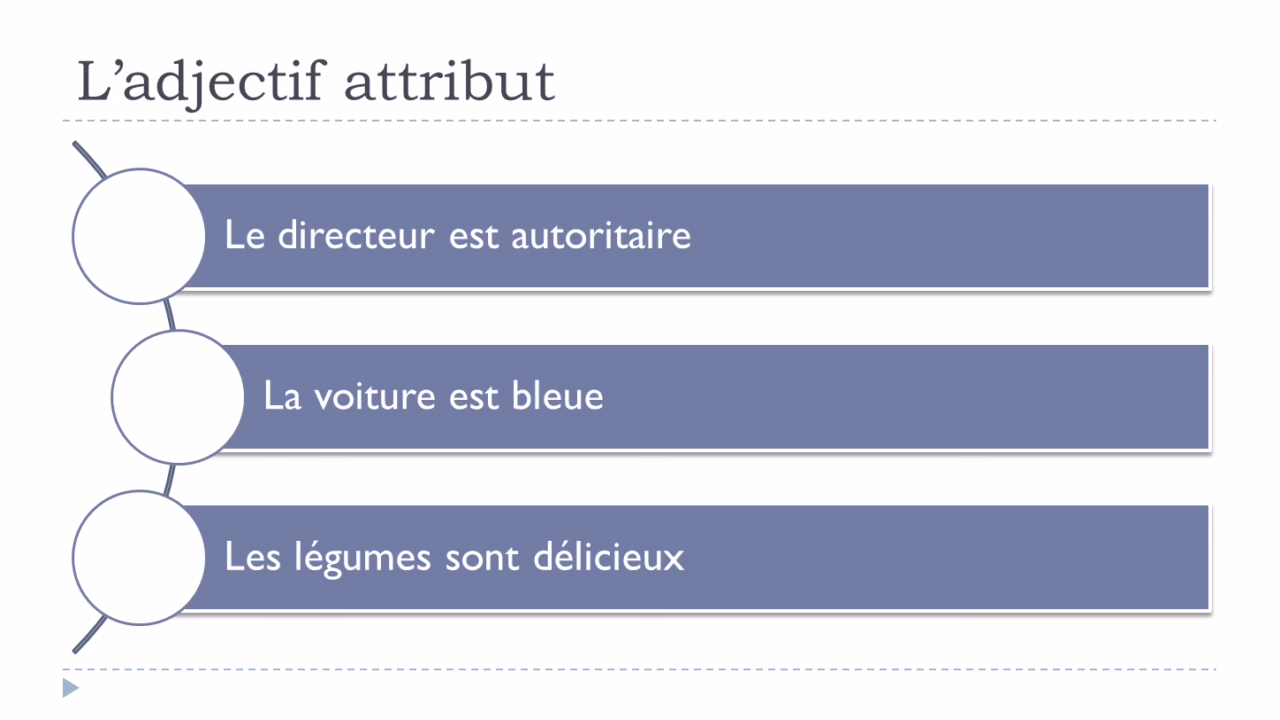 L’adjectif attribut
Le directeur est autoritaire
La voiture est bleue
Les légumes sont délicieux